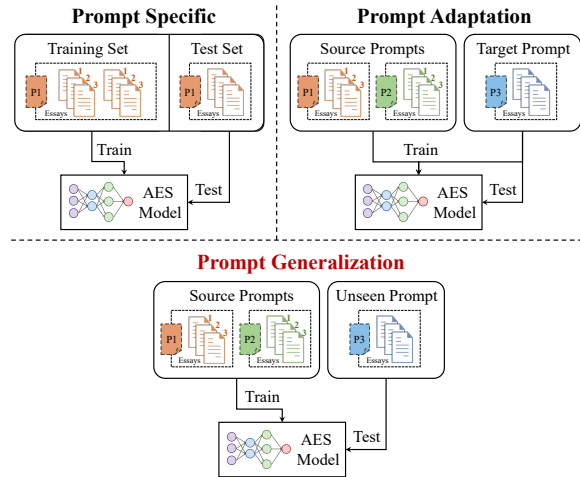 Prompt Specific
Training Set
Test Set
P1
1
2
3
1
2
3
Essays
P1
Essays
Train
Test
AES
Model
Prompt Adaptation
Source Prompts
Target Prompt
P1
1
2
3
Essays
P2
1
2
3
Essays
P3
Essays
Train
Test
AES
Model
Prompt Generalization
Source Prompts
Unseen Prompt
P1
1
2
3
Essays
P2
1
2
3
Essays
P3
Essays
Train
Test
AES
Model